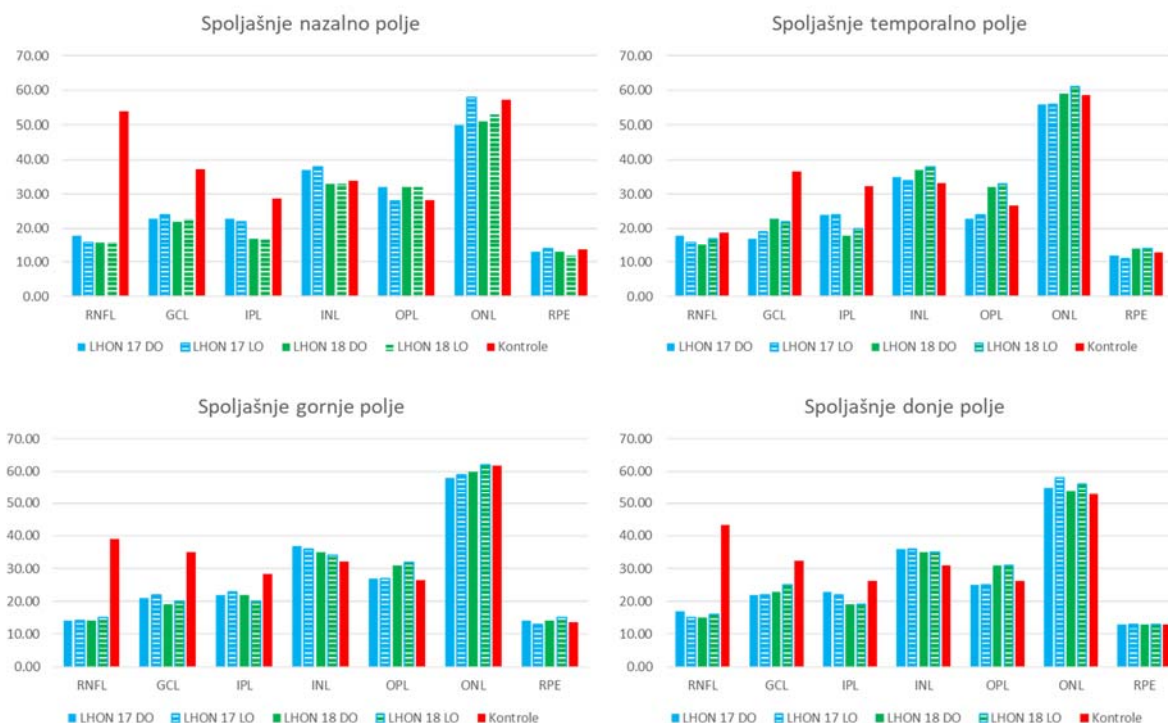 Spoljašnje nazalno polje
70.00
60.00
50.00
40.00
30.00
20.00
10.00
0.00
RNFL GCL IPL INL OPL ONL RPE
LHON 17 DO LHON 17 LO LHON 18 DO LHON 18 LO Kontrole
Spoljašnje temporalno polje
70.00
60.00
50.00
40.00
30.00
20.00
10.00
0.00
RNFL GCL IPL INL OPL ONL RPE
LHON 17 DO LHON 17 LO LHON 18 DO LHON 18 LO Kontrole
Spoljašnje gornje polje
70.00
60.00
50.00
40.00
30.00
20.00
10.00
0.00
RNFL GCL IPL INL OPL ONL RPE
LHON 17 DO LHON 17 LO LHON 18 DO LHON 18 LO Kontrole
Spoljašnje donje polje
70.00
60.00
50.00
40.00
30.00
20.00
10.00
0.00
RNFL GCL IPL INL OPL ONL RPE
LHON 17 DO LHON 17 LO LHON 18 DO LHON 18 LO Kontrole